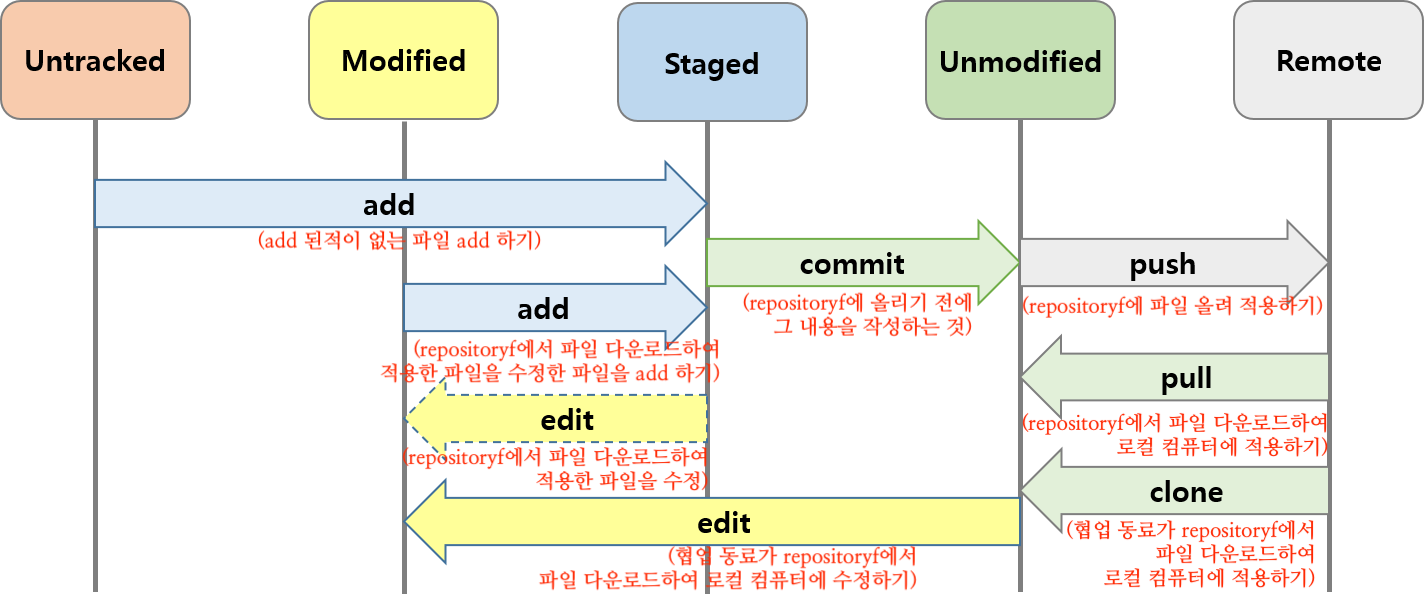 Untracked
Modified
Staged
Unmodified
Remote
add
(add 된적이 없는 파일 add 하기)
commit
(repositoryf에 올리기 전에
그 내용을 작성하는 것)
push
(repositoryf에 파일 올려 적용하기)
add
(repositoryf에서 파일 다운로드하여
적용한 파일을 수정한 파일을 add 하기)
pull
(repositoryf에서 파일 다운로드하여
로컬 컴퓨터에 적용하기)
edit
(repositoryf에서 파일 다운로드하여
적용한 파일을 수정)
clone
(협업 동료가 repositoryf에서
파일 다운로드하여
로컬 컴퓨터에 적용하기)
edit
(협업 동료가 repositoryf에서
파일 다운로드하여 로컬 컴퓨터에 수정하기)